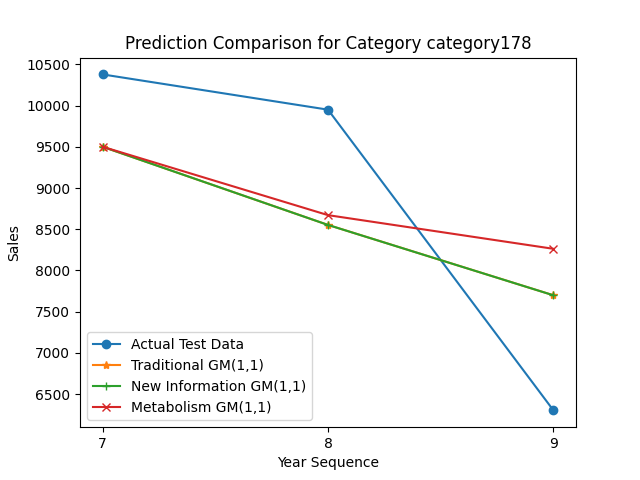 Prediction Comparison for Category category178
10500
10000
9500
9000
8500
8000
7500
7000
6500
Sales
Actual Test Data
Traditional GM(1,1)
New Information GM(1,1)
Metabolism GM(1,1)
7 8 9
Year Sequence